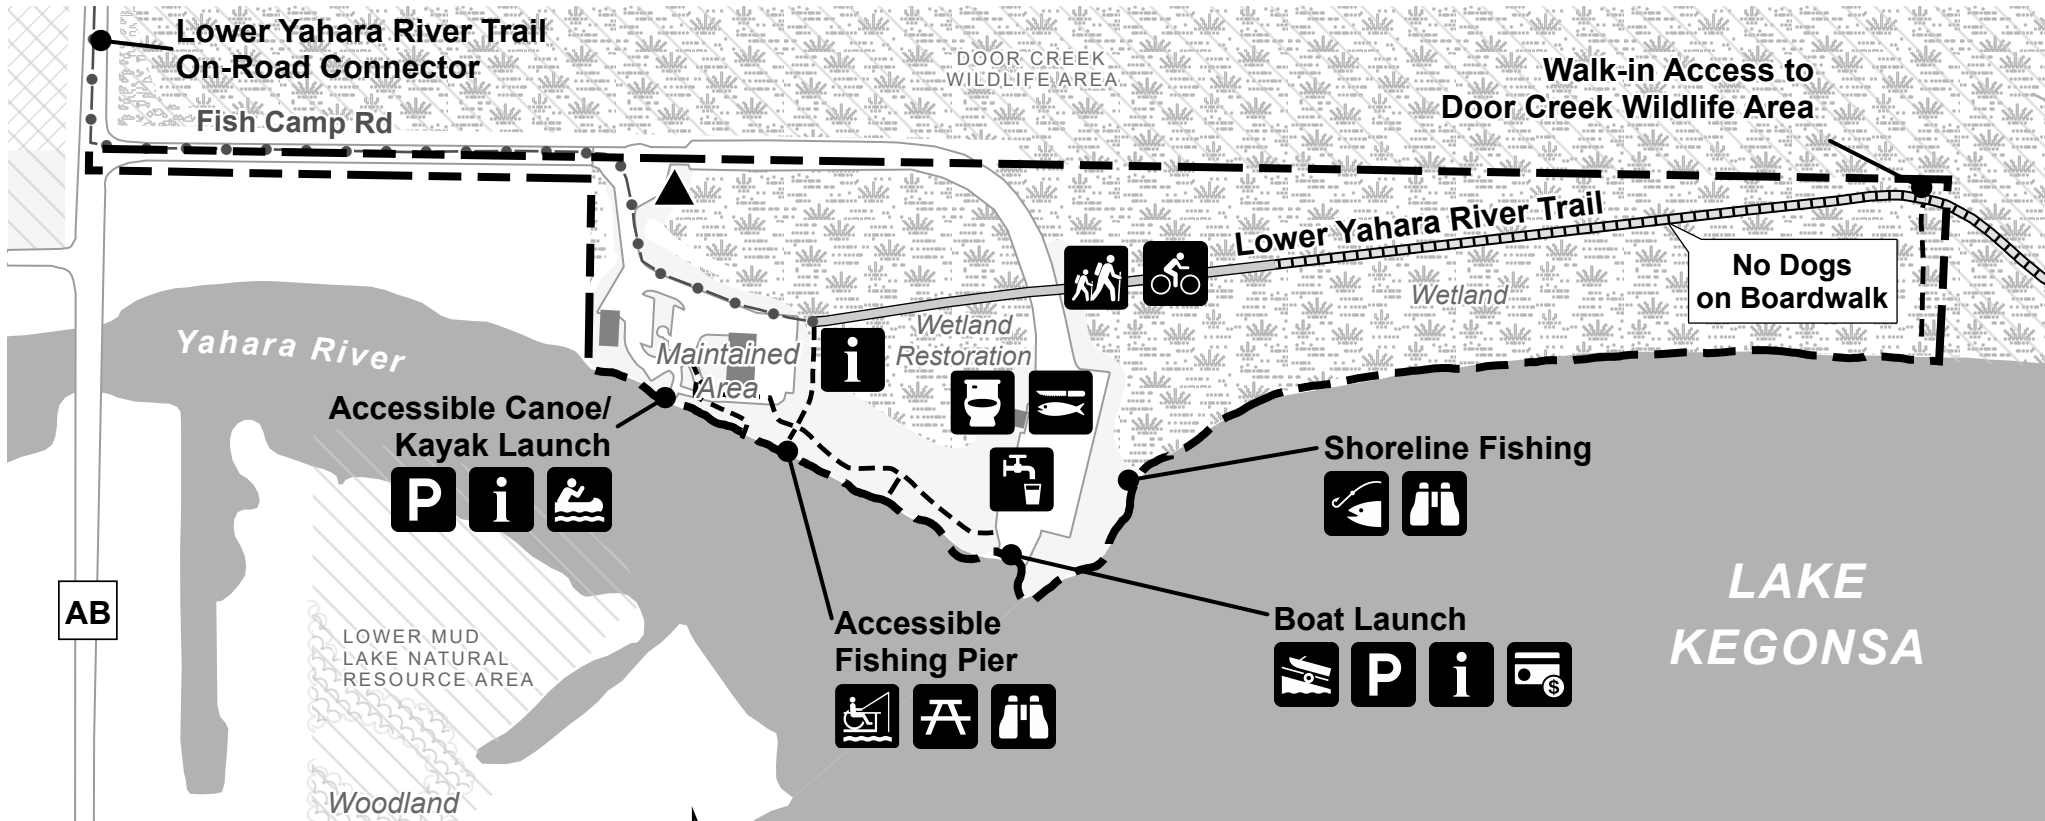 Lower Yahara River Trail
On-Road Connector
Fish Camp Rd
DOOR CREEK
WILDLIFE AREA
Walk-in Access to
Door Creek Wildlife Area
Lower Yahara River Trail
No Dogs
on Boardwalk
Wetland
Wetland
Restoration
i
Maintained
Area
Yahara River
Accessible Canoe/
Kayak Launch
P i
Shoreline Fishing
AB
LOWER MUD
LAKE NATURAL
RESOURCE AREA
Woodland
Accessible
Fishing Pier
Boat Launch
P i $
LAKE
KEGONSA